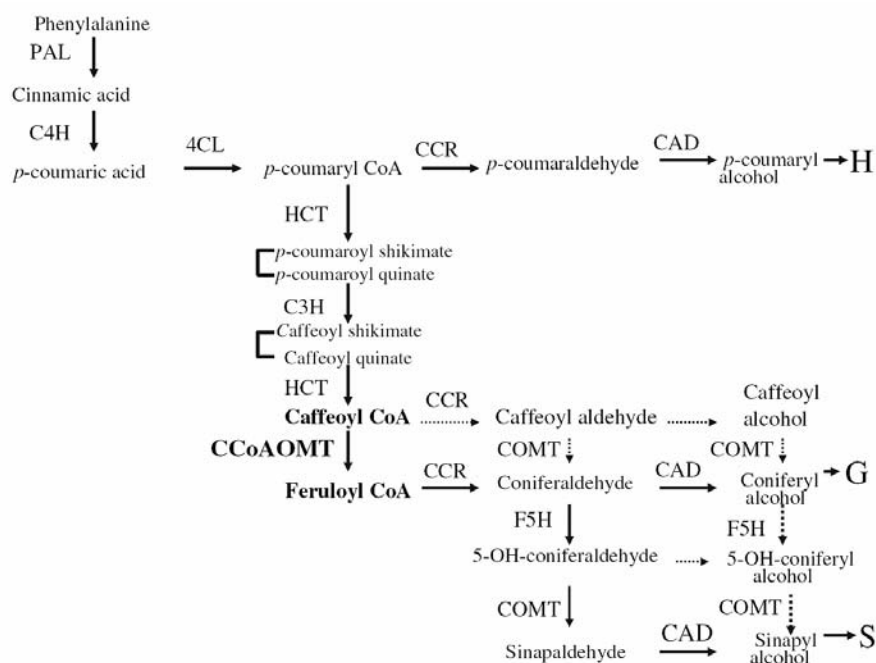 Phenylalanine
PAL
Cinnamic acid
C4H
p-coumaric acid
4CL
p-coumaryl CoA
CCR
p-coumaraldehyde
CAD
p-coumaryl
alcohol
H
HCT
p-coumaroyl shikimate
p-coumaroyl quinate
C3H
Caffeoyl shikimate
Caffeoyl quinate
HCT
Caffeoyl CoA
CCR
Caffeoyl aldehyde
Caffeoyl
alcohol
CCoAOMT
COMT
COMT
Feruloyl CoA
CCR
Coniferaldehyde
CAD
Coniferyl
alcohol
G
F5H
F5H
5-OH-coniferaldehyde
5-OH-coniferyl
alcohol
COMT
COMT
Sinapaldehyde
CAD
Sinapyl
alcohol
S